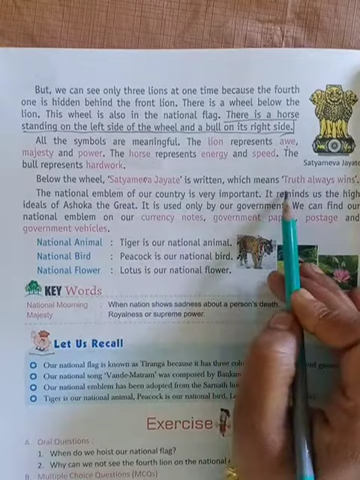 But, we can see only three lions at one time because the fourth
one is hidden behind the front lion. There is a wheel below the
lion. This wheel is also in the national flag. There is a horse
standing on the left side of the wheel and a bull on its right side.
All the symbols are meaningful. The lion represents awe,
majesty and power. The horse represents energy and speed. The
bull represents hardwork.
Satyameva Jayate
Below the wheel, 'Satyameva Jayate' is written, which means 'Truth always wins'.
The national emblem of our country is very important. It reminds us the high
ideals of Ashoka the Great. It is used only by our government. We can find our
national emblem on our currency notes, government postage and
government vehicles.
National Animal : Tiger is our national animal.
National Bird : Peacock is our national bird.
National Flower : Lotus is our national flower.
KEY Words
National Mourning : When nation shows sadness about a person's death.
Majesty : Royalness or supreme power.
Let Us Recall
Our national flag is known as Tiranga because it has three
Our national song 'Vande-Matram' was composed by
Our national emblem has been adopted from the Sarnath
Tiger is our national animal, Peacock is our national bird,
Exercise
A. Oral Questions :
1. When do we hoist our national flag?
2. Why can we not see the fourth lion on the national
B. Multiple Choice Questions (MCQs)